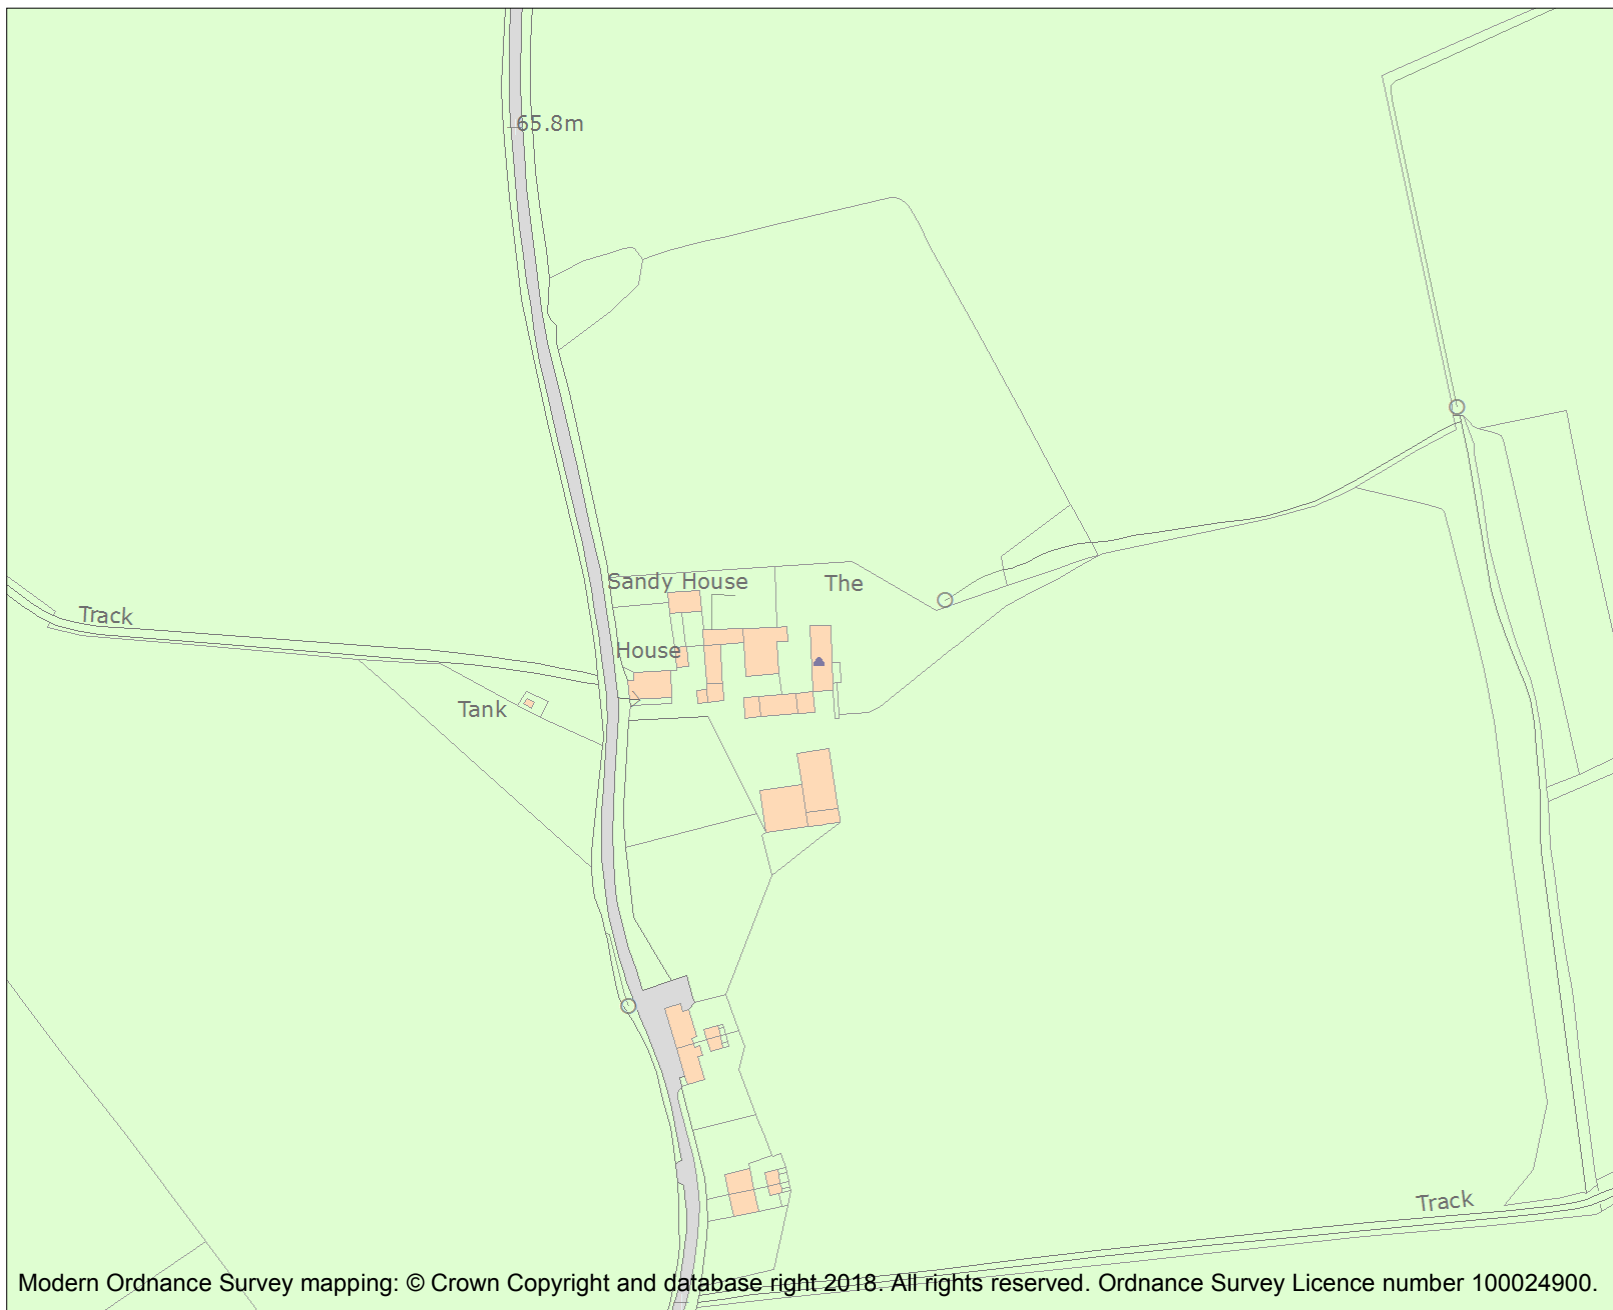 65.8m
Sandy House
The
Track
House
Tank
Track
Modern Ordnance Survey mapping: © Crown Copyright and database right 2018. All rights reserved. Ordnance Survey Licence number 100024900.